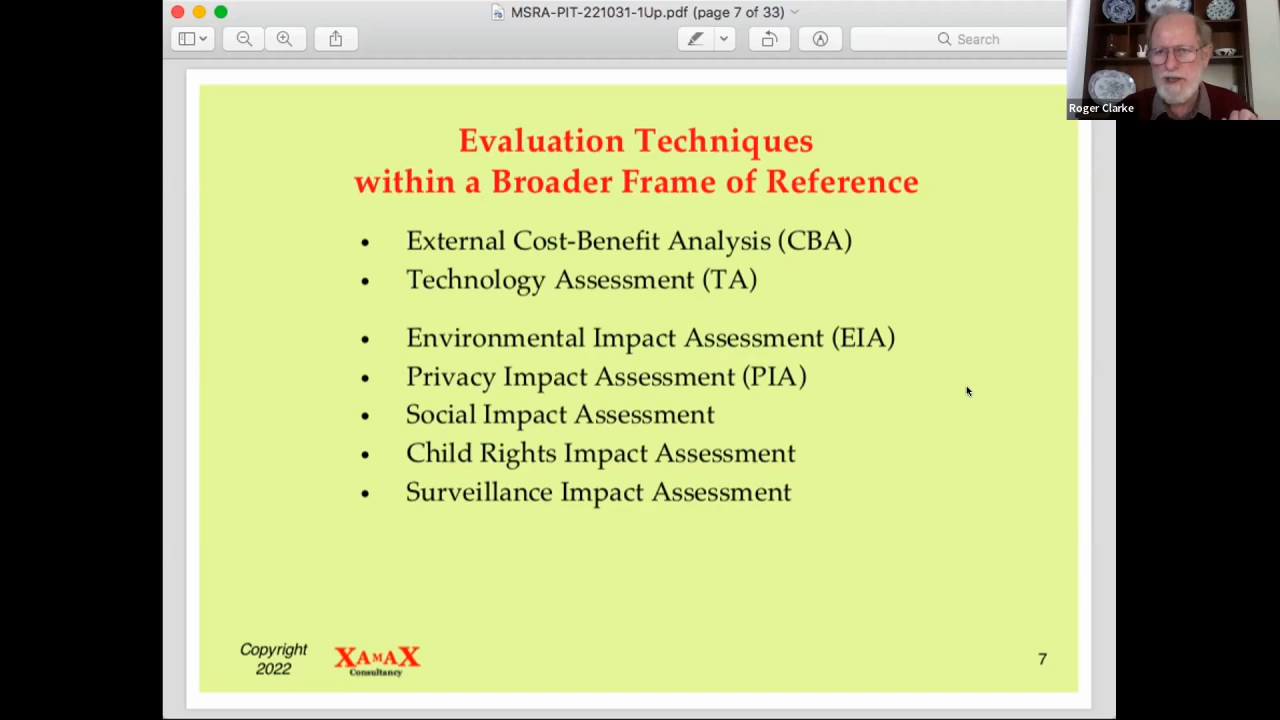 MSRA-PIT-221031-1Up.pdf (page 7 of 33)
Search
Roger Clarke
Evaluation Techniques
within a Broader Frame of Reference
• External Cost-Benefit Analysis (CBA)
• Technology Assessment (TA)
• Environmental Impact Assessment (EIA)
• Privacy Impact Assessment (PIA)
• Social Impact Assessment
• Child Rights Impact Assessment
• Surveillance Impact Assessment
Copyright
2022
XAMAX
Consultancy
7